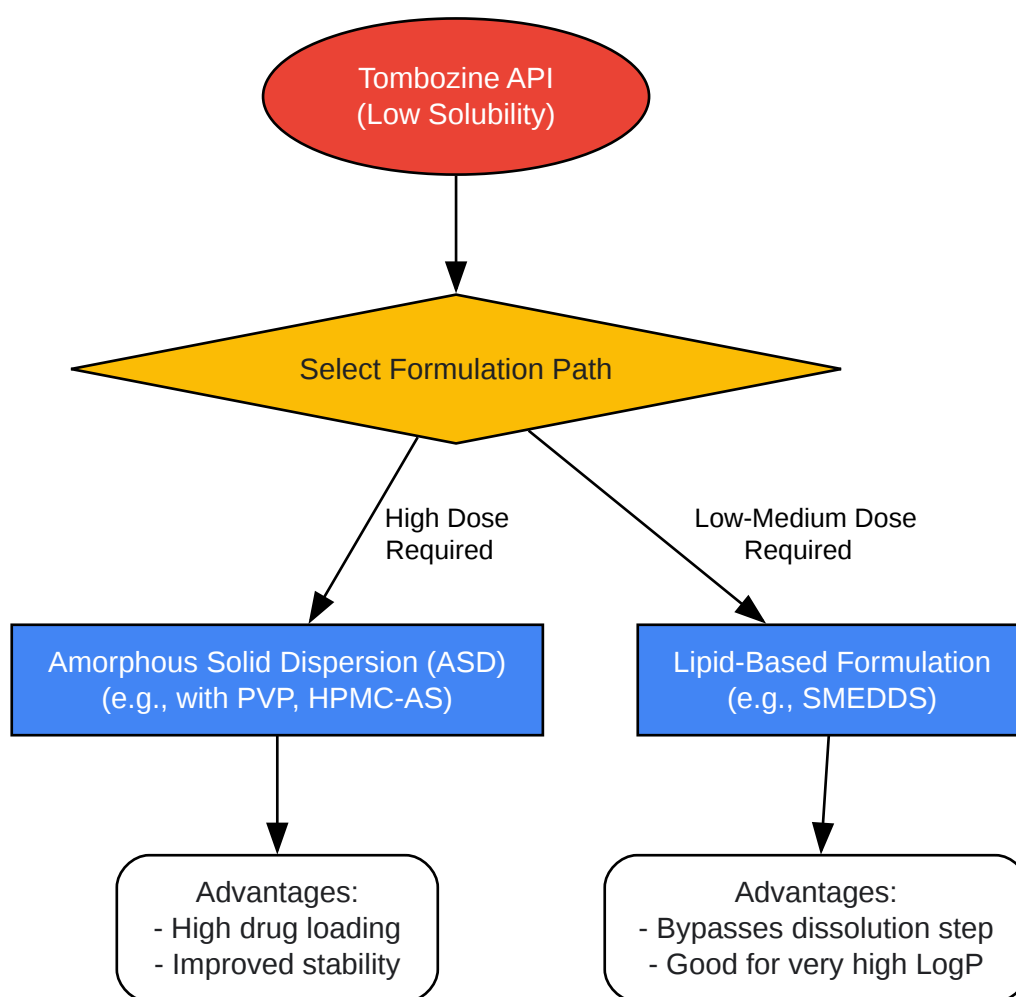 Tombozine API
(Low Solubility)
Select Formulation Path
High Dose
Required
Low-Medium Dose
Required
Amorphous Solid Dispersion (ASD)
(e.g., with PVP, HPMC-AS)
Lipid-Based Formulation
(e.g., SMEDDS)
Advantages:
- High drug loading
- Improved stability
Advantages:
- Bypasses dissolution step
- Good for very high LogP